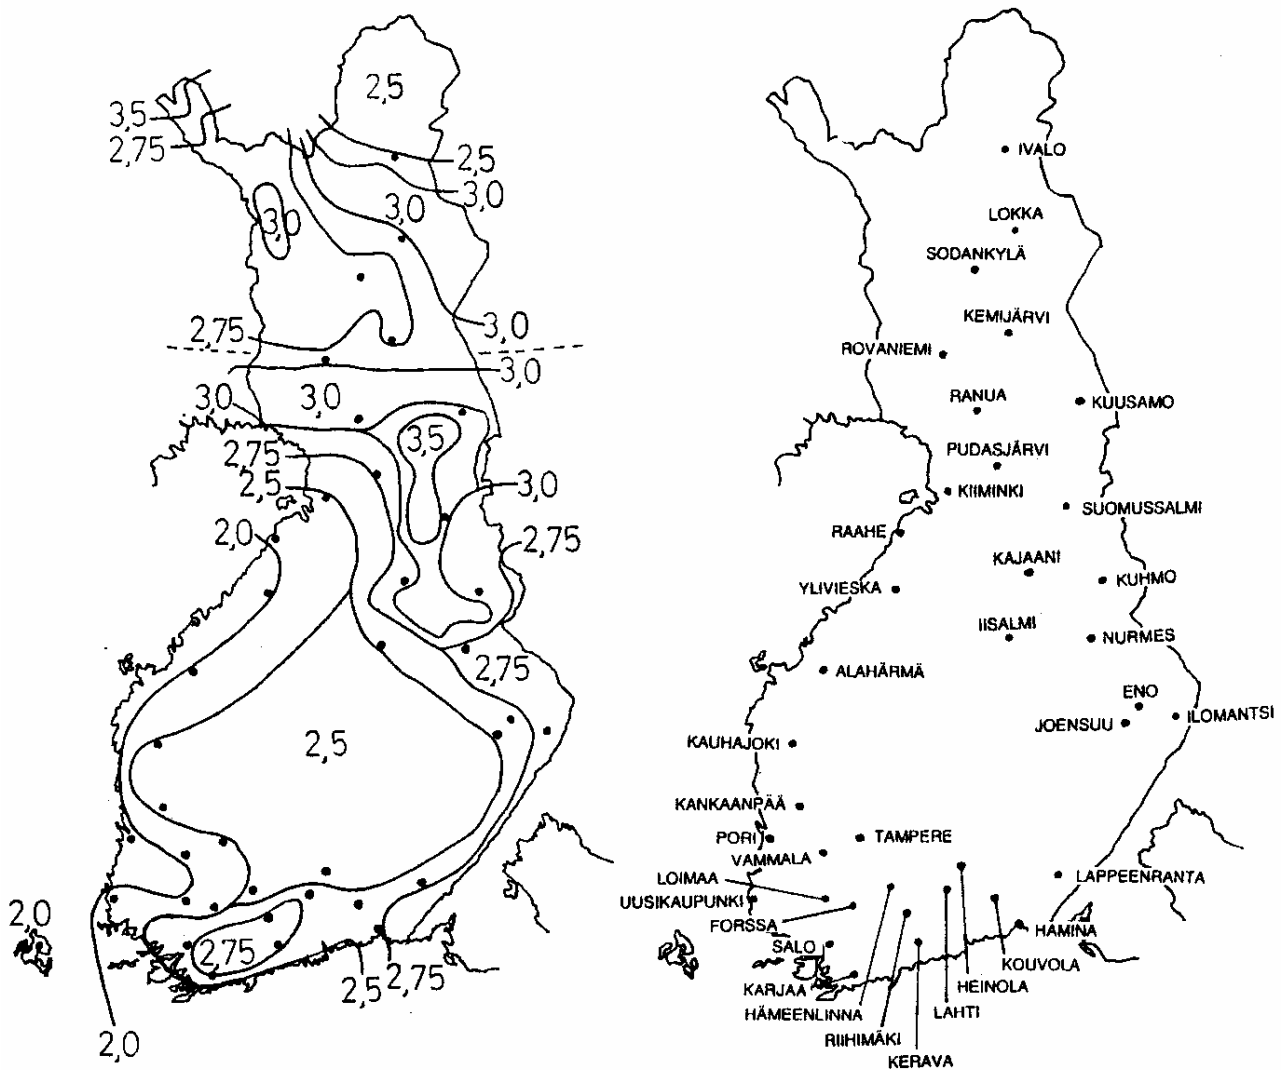 2,5
3,5
2,75
2,5
3,0
3,0
3,0
2,75
3,0
3,0
3,0
3,0
3,5
2,75
2,5
3,0
2,0
2,75
2,75
2,5
2,0
2,75
2,5
2,75
2,0
IVALO
LOKKA
SODANKYLÄ
KEMIJÄRVI
ROVANIEMI
RANUA
KUUSAMO
PUDASJÄRVI
KIIMINKI
SUOMUSSALMI
RAAHE
KAJAANI
YLIVIESKA
KUHMO
IISALMI
NURMES
ALAHÄRMÄ
ENO
ILOMANTSI
JOENSUU
KAUHAJOKI
KANKAANPÄÄ
PORI
TAMPERE
VAMMALA
LOIMAA
LAPPEENRANTA
UUSIKAUPUNKI
FORSSA
HAMINA
SALO
KOUVOLA
KARJAA
HEINOLA
HÄMEENLINNA
LAHTI
RIIHIMÄKI
KERAVA